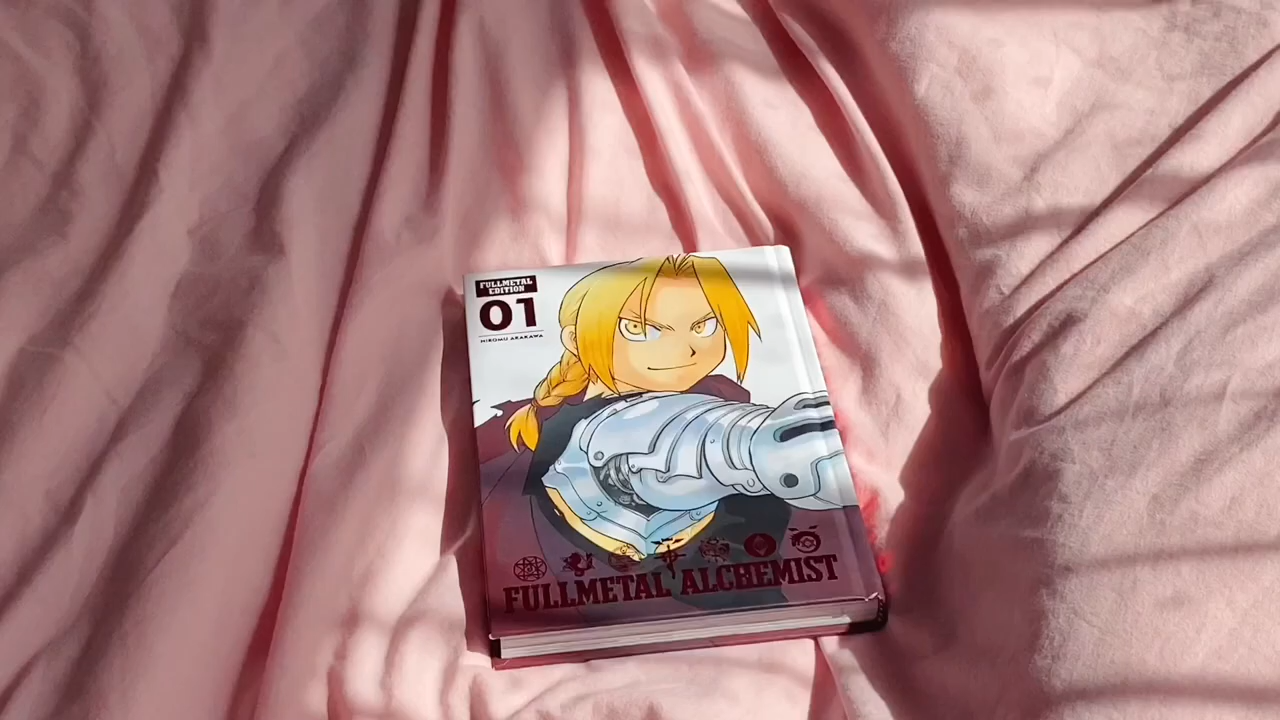 FULLMETAL
EDITION
01
HIROMU ARAKAWA
FULLMETAL ALCHEMIST